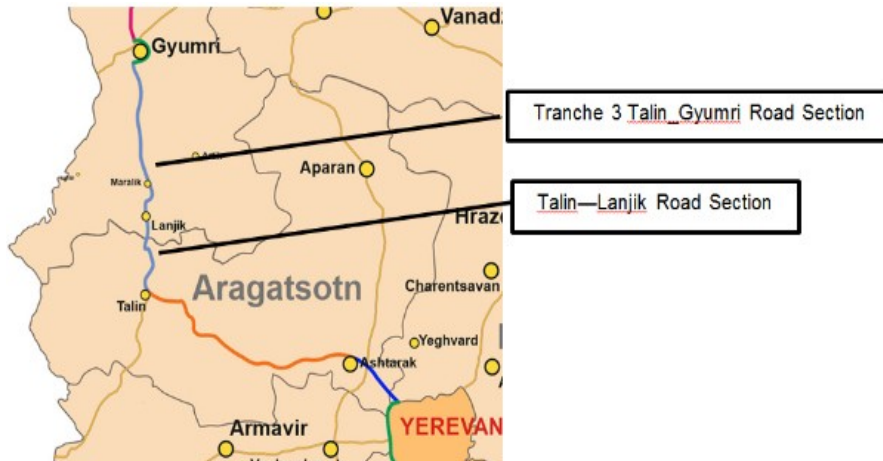 Vanadz
Gyumri
Tranche 3 Talin_Gyumri Road Section
Aparan
Maralik
Talin—Lanjik Road Section
Lanjik
Hraz
Aragatsotn
Charentsavan
Talin
Yeghvard
Ashtarak
Armavir
YEREVAN